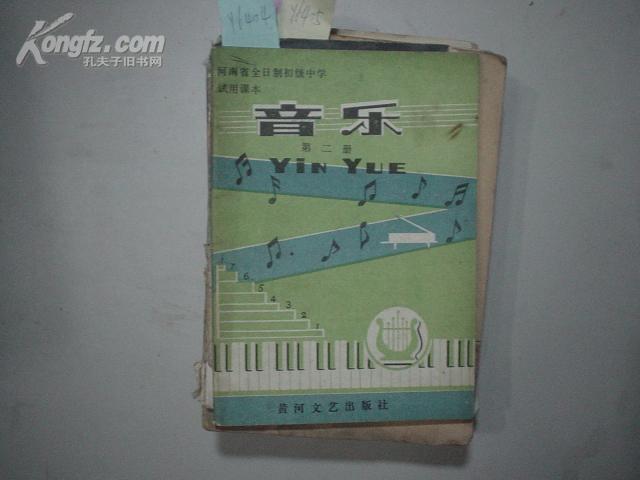 Kongfz.com
孔夫子旧书网
Y6404
河南省全日制初级中学
试用课本
音乐
第二册
YIN YUE
7
6
5
4
3
2
1
黄河文艺出版社